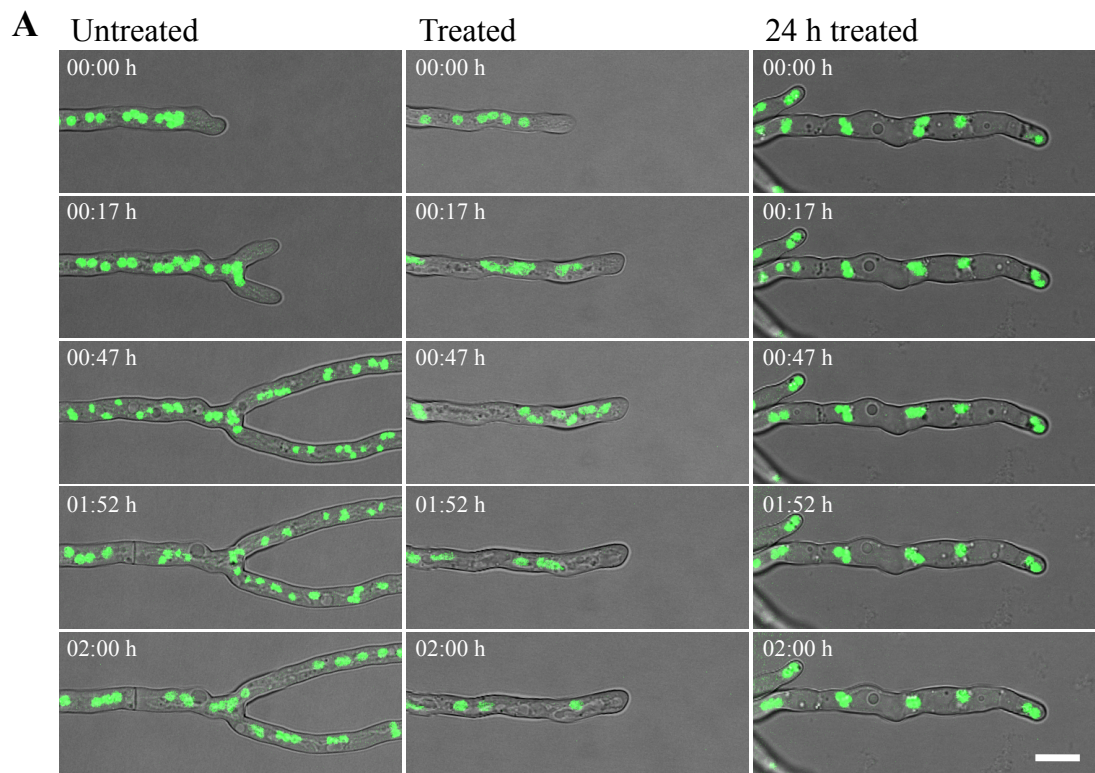 A
Untreated Treated 24 h treated
00:00 h 00:00 h 00:00 h
00:17 h 00:17 h 00:17 h
00:47 h 00:47 h 00:47 h
01:52 h 01:52 h 01:52 h
02:00 h 02:00 h 02:00 h